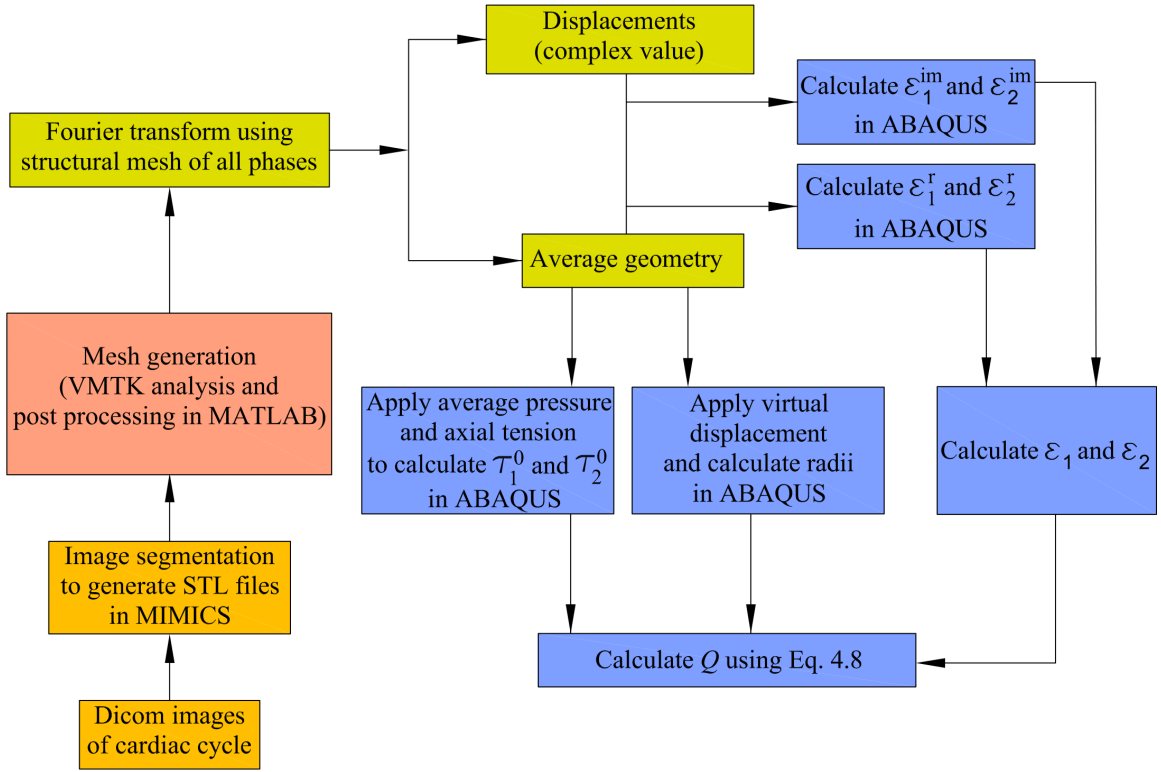 Displacements
(complex value)
Calculate ε₁ⁱᵐ and ε₂ⁱᵐ
in ABAQUS
Fourier transform using
structural mesh of all phases
Calculate ε₁ʳ and ε₂ʳ
in ABAQUS
Average geometry
Mesh generation
(VMTK analysis and
post processing in MATLAB)
Apply average pressure
and axial tension
to calculate τ₁⁰ and τ₂⁰
in ABAQUS
Apply virtual
displacement
and calculate radii
in ABAQUS
Calculate ε₁ and ε₂
Image segmentation
to generate STL files
in MIMICS
Calculate Q using Eq. 4.8
Dicom images
of cardiac cycle